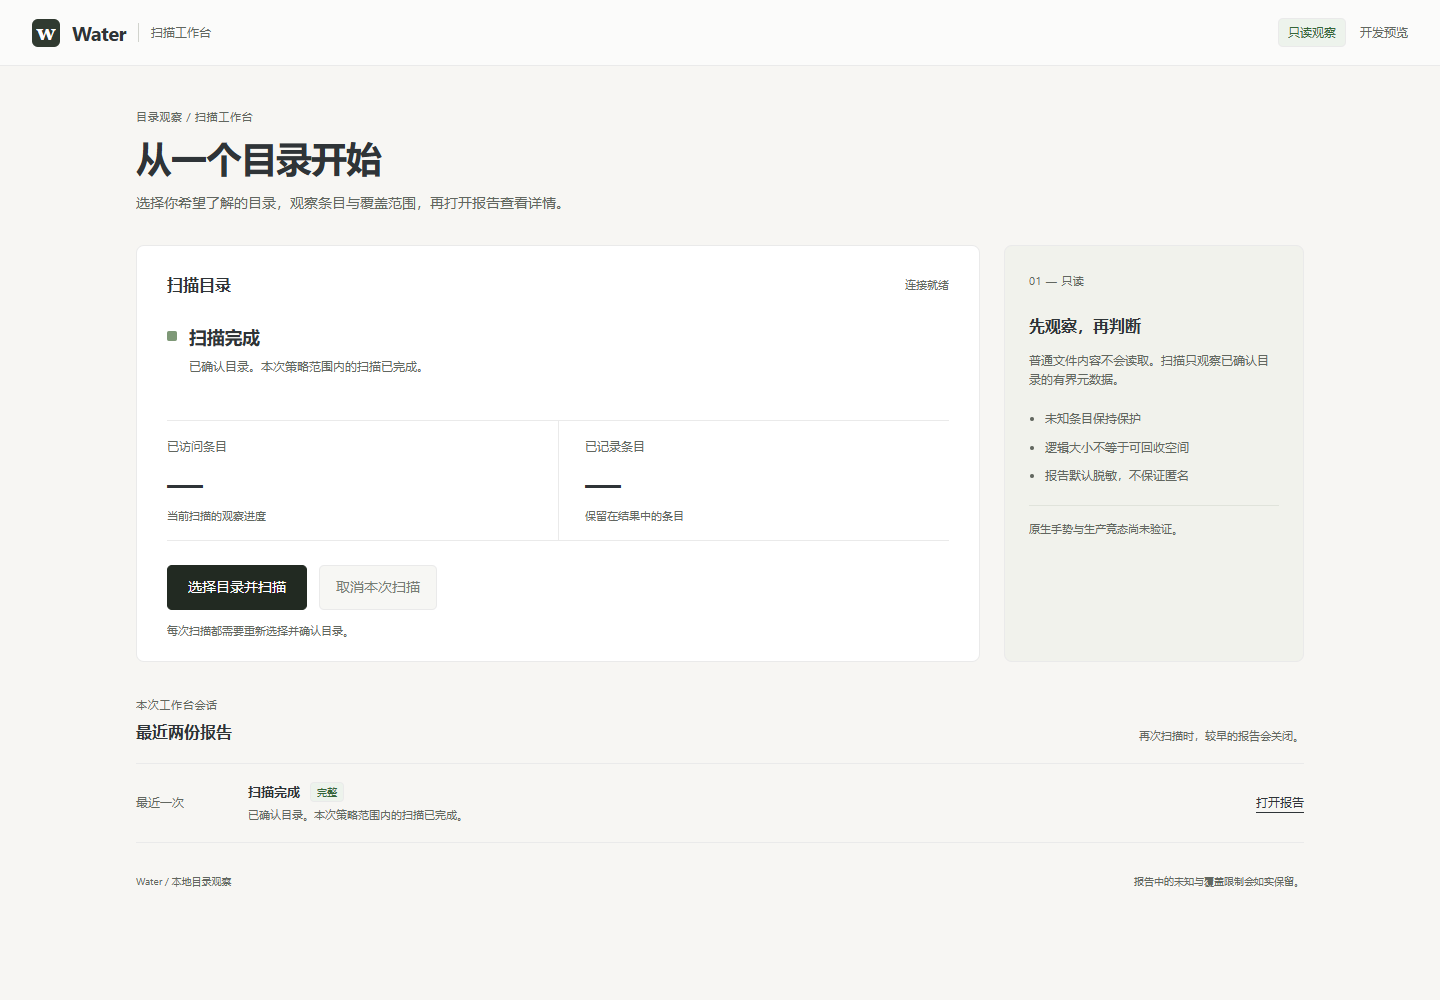 W Water 扫描工作台 只读观察 开发预览
目录观察 / 扫描工作台
从一个目录开始
选择你希望了解的目录，观察条目与覆盖范围，再打开报告查看详情。
扫描目录 连接就绪
扫描完成
已确认目录。本次策略范围内的扫描已完成。
已访问条目
—
当前扫描的观察进度
已记录条目
—
保留在结果中的条目
选择目录并扫描 取消本次扫描
每次扫描都需要重新选择并确认目录。
01 — 只读
先观察，再判断
普通文件内容不会读取。扫描只观察已确认目
录的有界元数据。
• 未知条目保持保护
• 逻辑大小不等于可回收空间
• 报告默认脱敏，不保证匿名
原生手势与生产竞态尚未验证。
本次工作台会话
最近两份报告
再次扫描时，较早的报告会关闭。
最近一次
扫描完成 完整
已确认目录。本次策略范围内的扫描已完成。
打开报告
Water / 本地目录观察
报告中的未知与覆盖限制会如实保留。